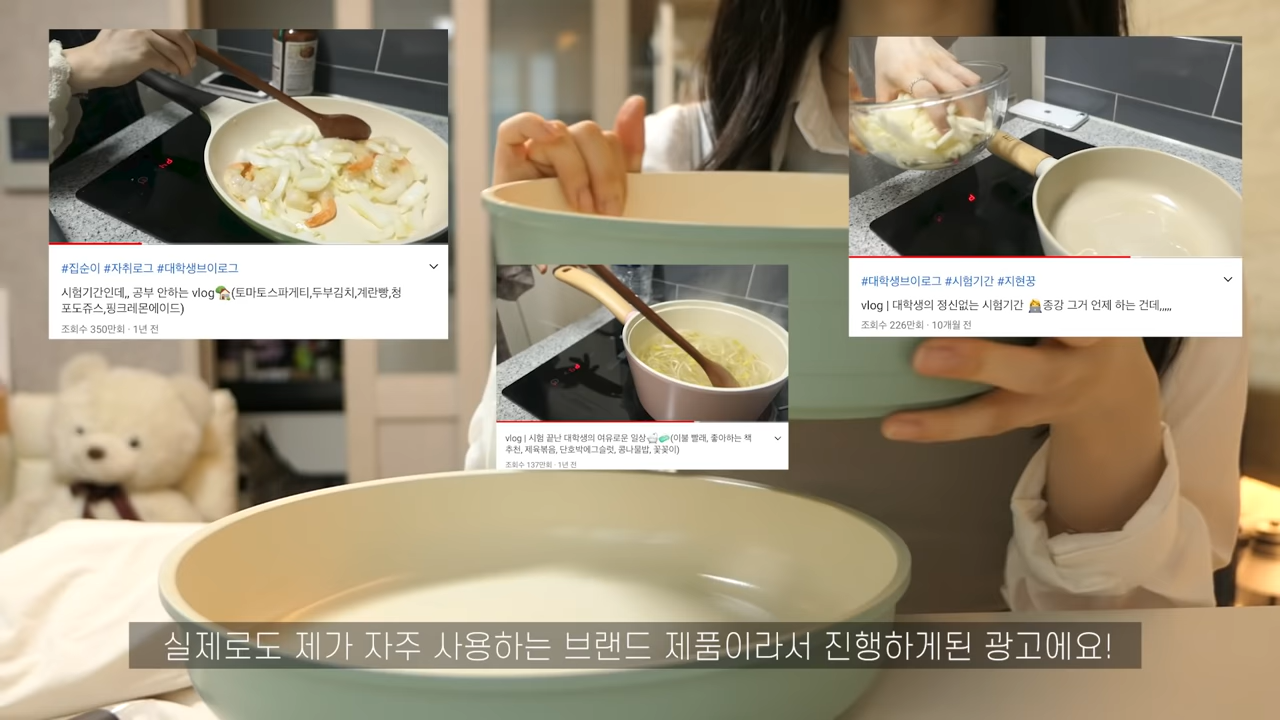 #집순이 #자취로그 #대학생브이로그
시험기간인데,, 공부 안하는 vlog🏡(토마토스파게티,두부김치,계란빵,청
포도쥬스,핑크레몬에이드)
조회수 350만회 · 1년 전
#대학생브이로그 #시험기간 #지현꿍
vlog | 대학생의 정신없는 시험기간 🙇‍♀️종강 그거 언제 하는 건데,,,,,
조회수 226만회 · 10개월 전
vlog | 시험 끝난 대학생의 여유로운 일상🍚🧼(이불 빨래, 좋아하는 책
추천, 제육볶음, 단호박에그슬럿, 콩나물밥, 꽃꽂이)
조회수 137만회 · 1년 전
실제로도 제가 자주 사용하는 브랜드 제품이라서 진행하게된 광고에요!